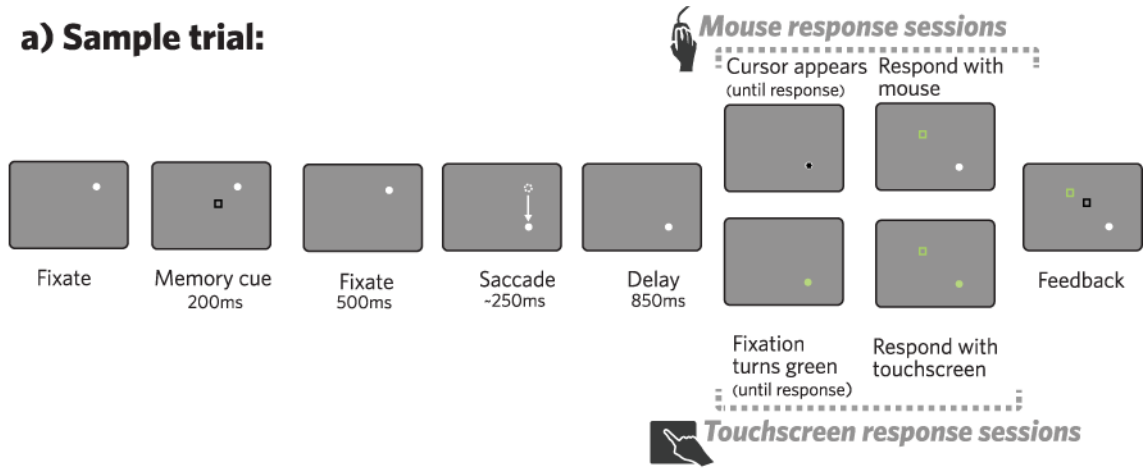 a) Sample trial:
Mouse response sessions
Cursor appears
(until response)
Respond with
mouse
Fixate
Memory cue
200ms
Fixate
500ms
Saccade
~250ms
Delay
850ms
Fixation
turns green
(until response)
Respond with
touchscreen
Feedback
Touchscreen response sessions